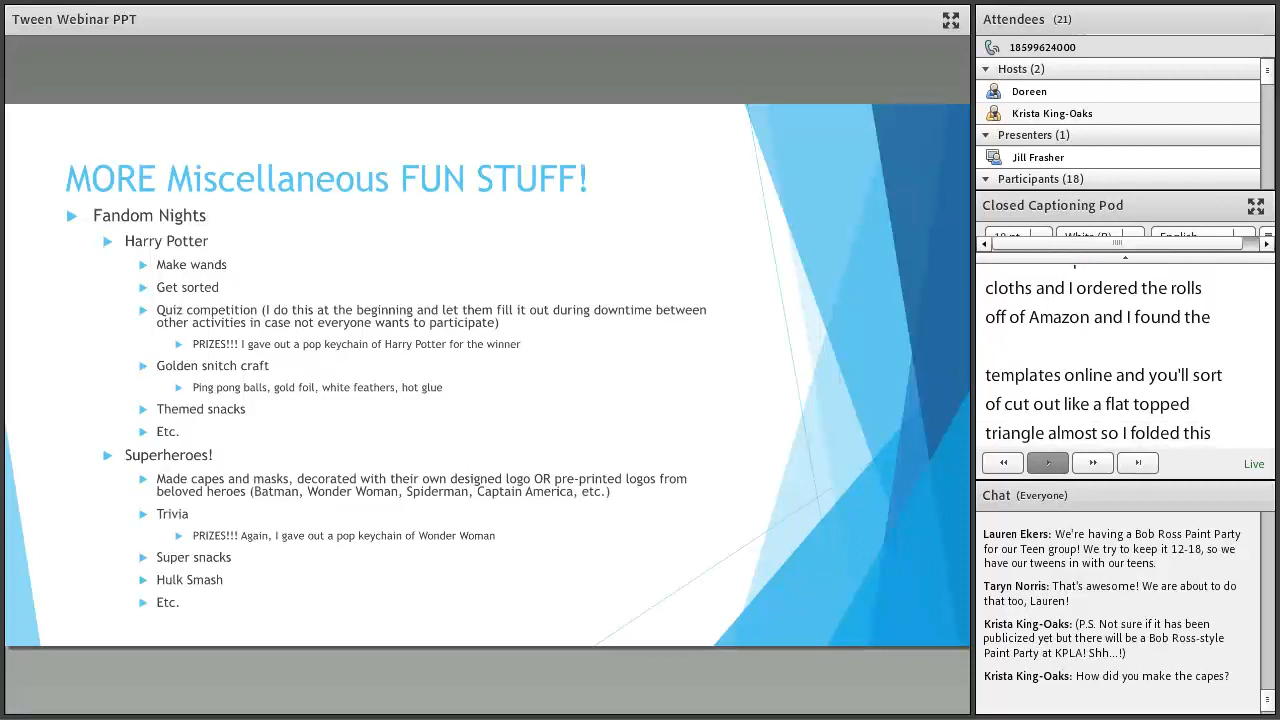 Tween Webinar PPT
MORE Miscellaneous FUN STUFF!
Fandom Nights
Harry Potter
Make wands
Get sorted
Quiz competition (I do this at the beginning and let them fill it out during downtime between
other activities in case not everyone wants to participate)
PRIZES!!! I gave out a pop keychain of Harry Potter for the winner
Golden snitch craft
Ping pong balls, gold foil, white feathers, hot glue
Themed snacks
Etc.
Superheroes!
Made capes and masks, decorated with their own designed logo OR pre-printed logos from
beloved heroes (Batman, Wonder Woman, Spiderman, Captain America, etc.)
Trivia
PRIZES!!! Again, I gave out a pop keychain of Wonder Woman
Super snacks
Hulk Smash
Etc.
Attendees (21)
18599624000
Hosts (2)
Doreen
Krista King-Oaks
Presenters (1)
Jill Frasher
Participants (18)
Closed Captioning Pod
cloths and I ordered the rolls
off of Amazon and I found the
templates online and you'll sort
of cut out like a flat topped
triangle almost so I folded this
Live
Chat (Everyone)
Lauren Ekers: We're having a Bob Ross Paint Party
for our Teen group! We try to keep it 12-18, so we
have our tweens in with our teens.
Taryn Norris: That's awesome! We are about to do
that too, Lauren!
Krista King-Oaks: (P.S. Not sure if it has been
publicized yet but there will be a Bob Ross-style
Paint Party at KPLA! Shh...!)
Krista King-Oaks: How did you make the capes?